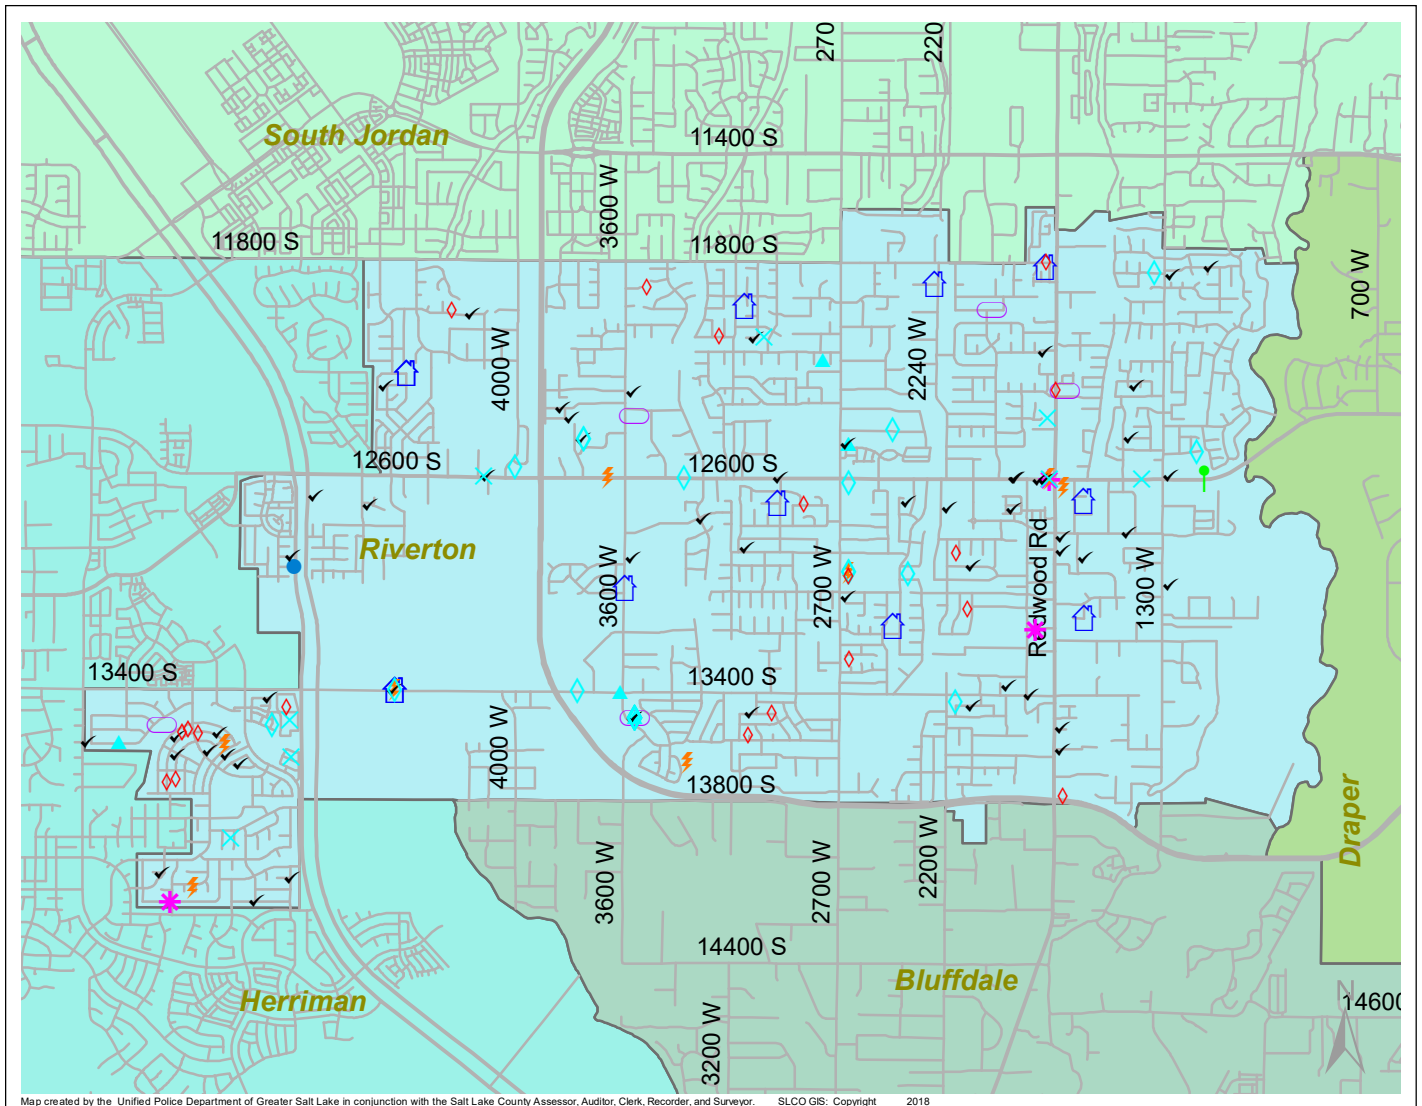 270
220
South Jordan
11400 S
3600 W
11800 S
11800 S
700 W
2240 W
4000 W
12600 S
12600 S
Riverton
Redwood Rd
3600 W
2700 W
1300 W
13400 S
13400 S
4000 W
13800 S
Draper
2200 W
3600 W
2700 W
14400 S
Bluffdale
Herriman
14600
3200 W
Map created by the Unified Police Department of Greater Salt Lake in conjunction with the Salt Lake County Assessor, Auditor, Clerk, Recorder, and Surveyor. SLCO GIS: Copyright 2018